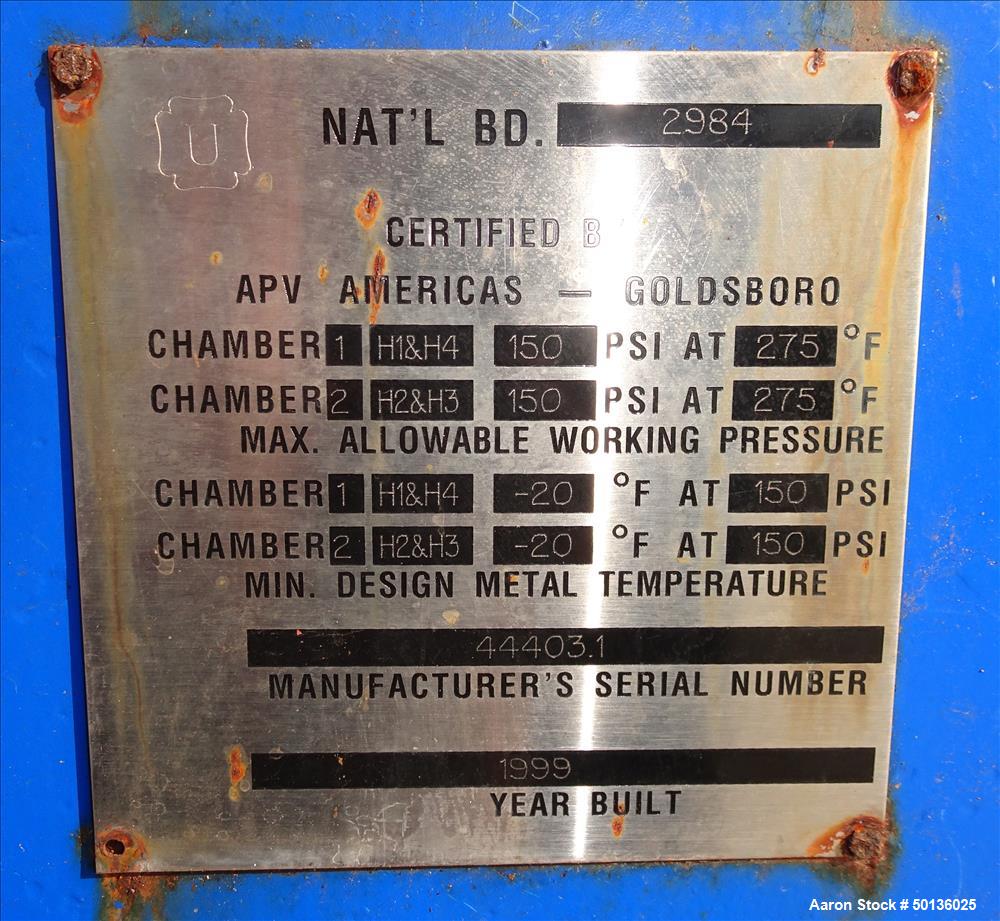 U
NAT'L BD. 2984
CERTIFIED B
APV AMERICAS — GOLDSBORO
CHAMBER 1 H1&H4 150 PSI AT 275 °F
CHAMBER 2 H2&H3 150 PSI AT 275 °F
MAX. ALLOWABLE WORKING PRESSURE
CHAMBER 1 H1&H4 -20 °F AT 150 PSI
CHAMBER 2 H2&H3 -20 °F AT 150 PSI
MIN. DESIGN METAL TEMPERATURE
44403.1
MANUFACTURER'S SERIAL NUMBER
1999
YEAR BUILT
Aaron Stock # 50136025